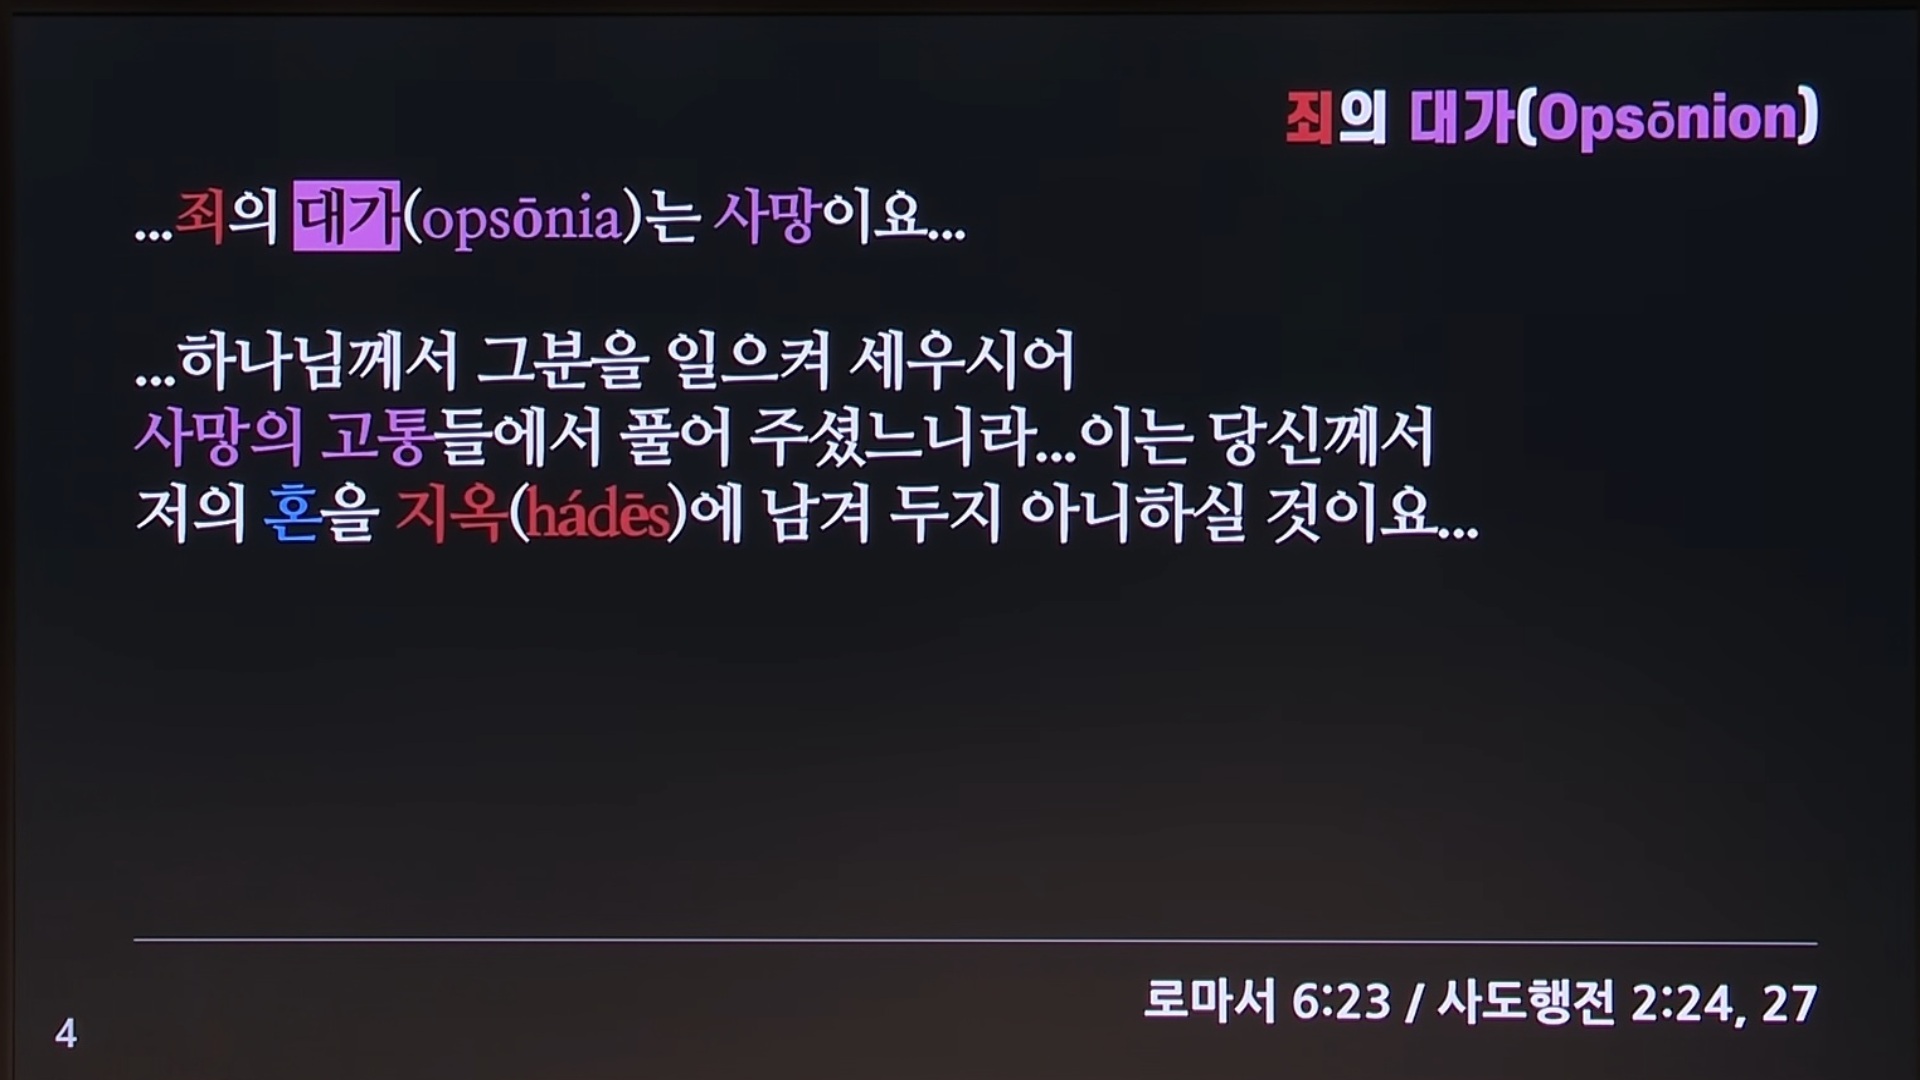 죄의 대가(Opsōnion)
...죄의 대가(opsōnia)는 사망이요...
...하나님께서 그분을 일으켜 세우시어
사망의 고통들에서 풀어 주셨느니라...이는 당신께서
저의 혼을 지옥(hádēs)에 남겨 두지 아니하실 것이요...
로마서 6:23 / 사도행전 2:24, 27
4